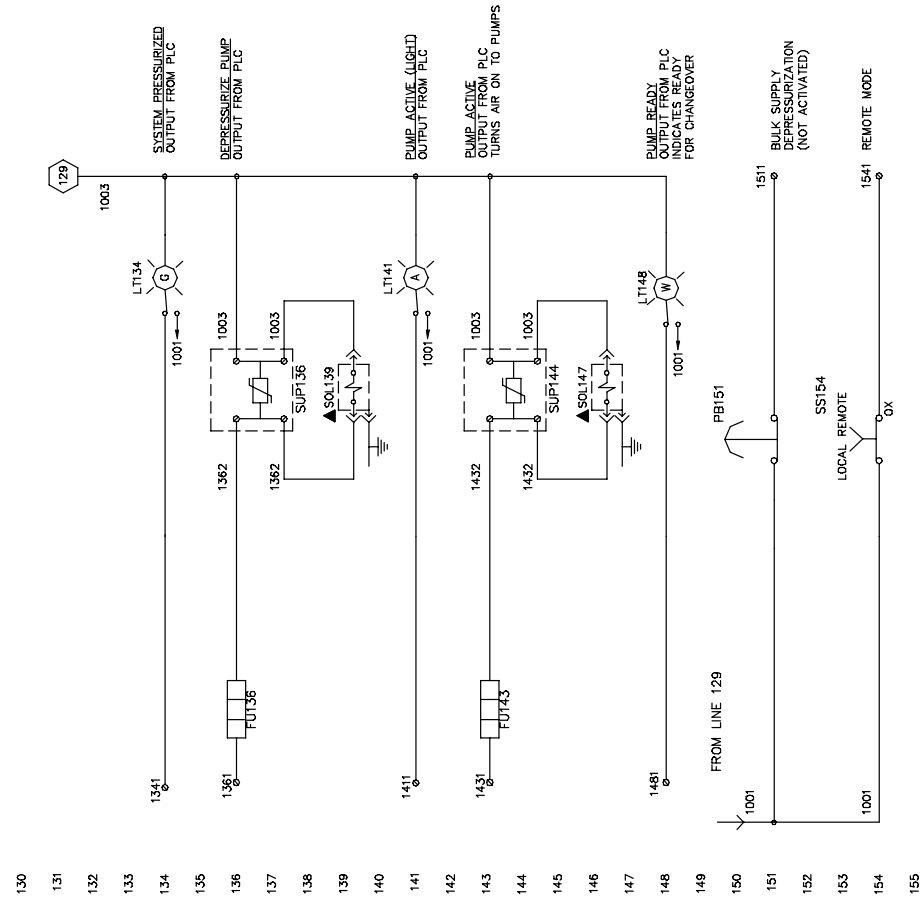 130
131
132
133
134
135
136
137
138
139
140
141
142
143
144
145
146
147
148
149
150
151
152
153
154
155
129
1003
1341
LT134
G
1001
SYSTEM PRESSURIZED
OUTPUT FROM PLC
1361
FU136
1362
1003
DEPRESSURIZE PUMP
OUTPUT FROM PLC
1362
1003
SUP136
SOL139
1411
LT141
A
1001
PUMP ACTIVE (LIGHT)
OUTPUT FROM PLC
1431
FU143
1432
1003
PUMP ACTIVE
OUTPUT FROM PLC
TURNS AIR ON TO PUMPS
1432
1003
SUP144
SOL147
1481
LT148
W
1001
PUMP READY
OUTPUT FROM PLC
INDICATES READY
FOR CHANGEOVER
FROM LINE 129
1001
PB151
1511
BULK SUPPLY
DEPRESSURIZATION
(NOT ACTIVATED)
1001
SS154
LOCAL REMOTE
OX
1541
REMOTE MODE